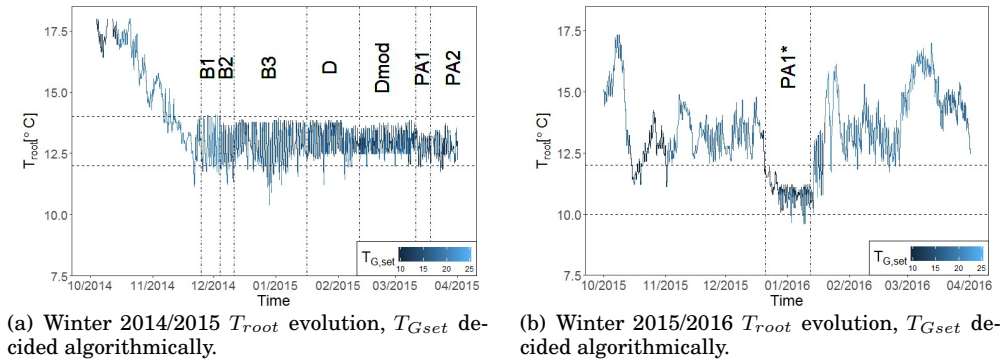 17.5
15.0
12.5
10.0
7.5
T_root[° C]
B1
B2
B3
D
Dmod
PA1
PA2
T_G,set
10 15 20 25
10/2014 11/2014 12/2014 01/2015 02/2015 03/2015 04/2015
Time
(a) Winter 2014/2015 T_root evolution, T_Gset de-
cided algorithmically.
17.5
15.0
12.5
10.0
7.5
T_root[° C]
PA1*
T_G,set
10 15 20 25
10/2015 11/2015 12/2015 01/2016 02/2016 03/2016 04/2016
Time
(b) Winter 2015/2016 T_root evolution, T_Gset de-
cided algorithmically.